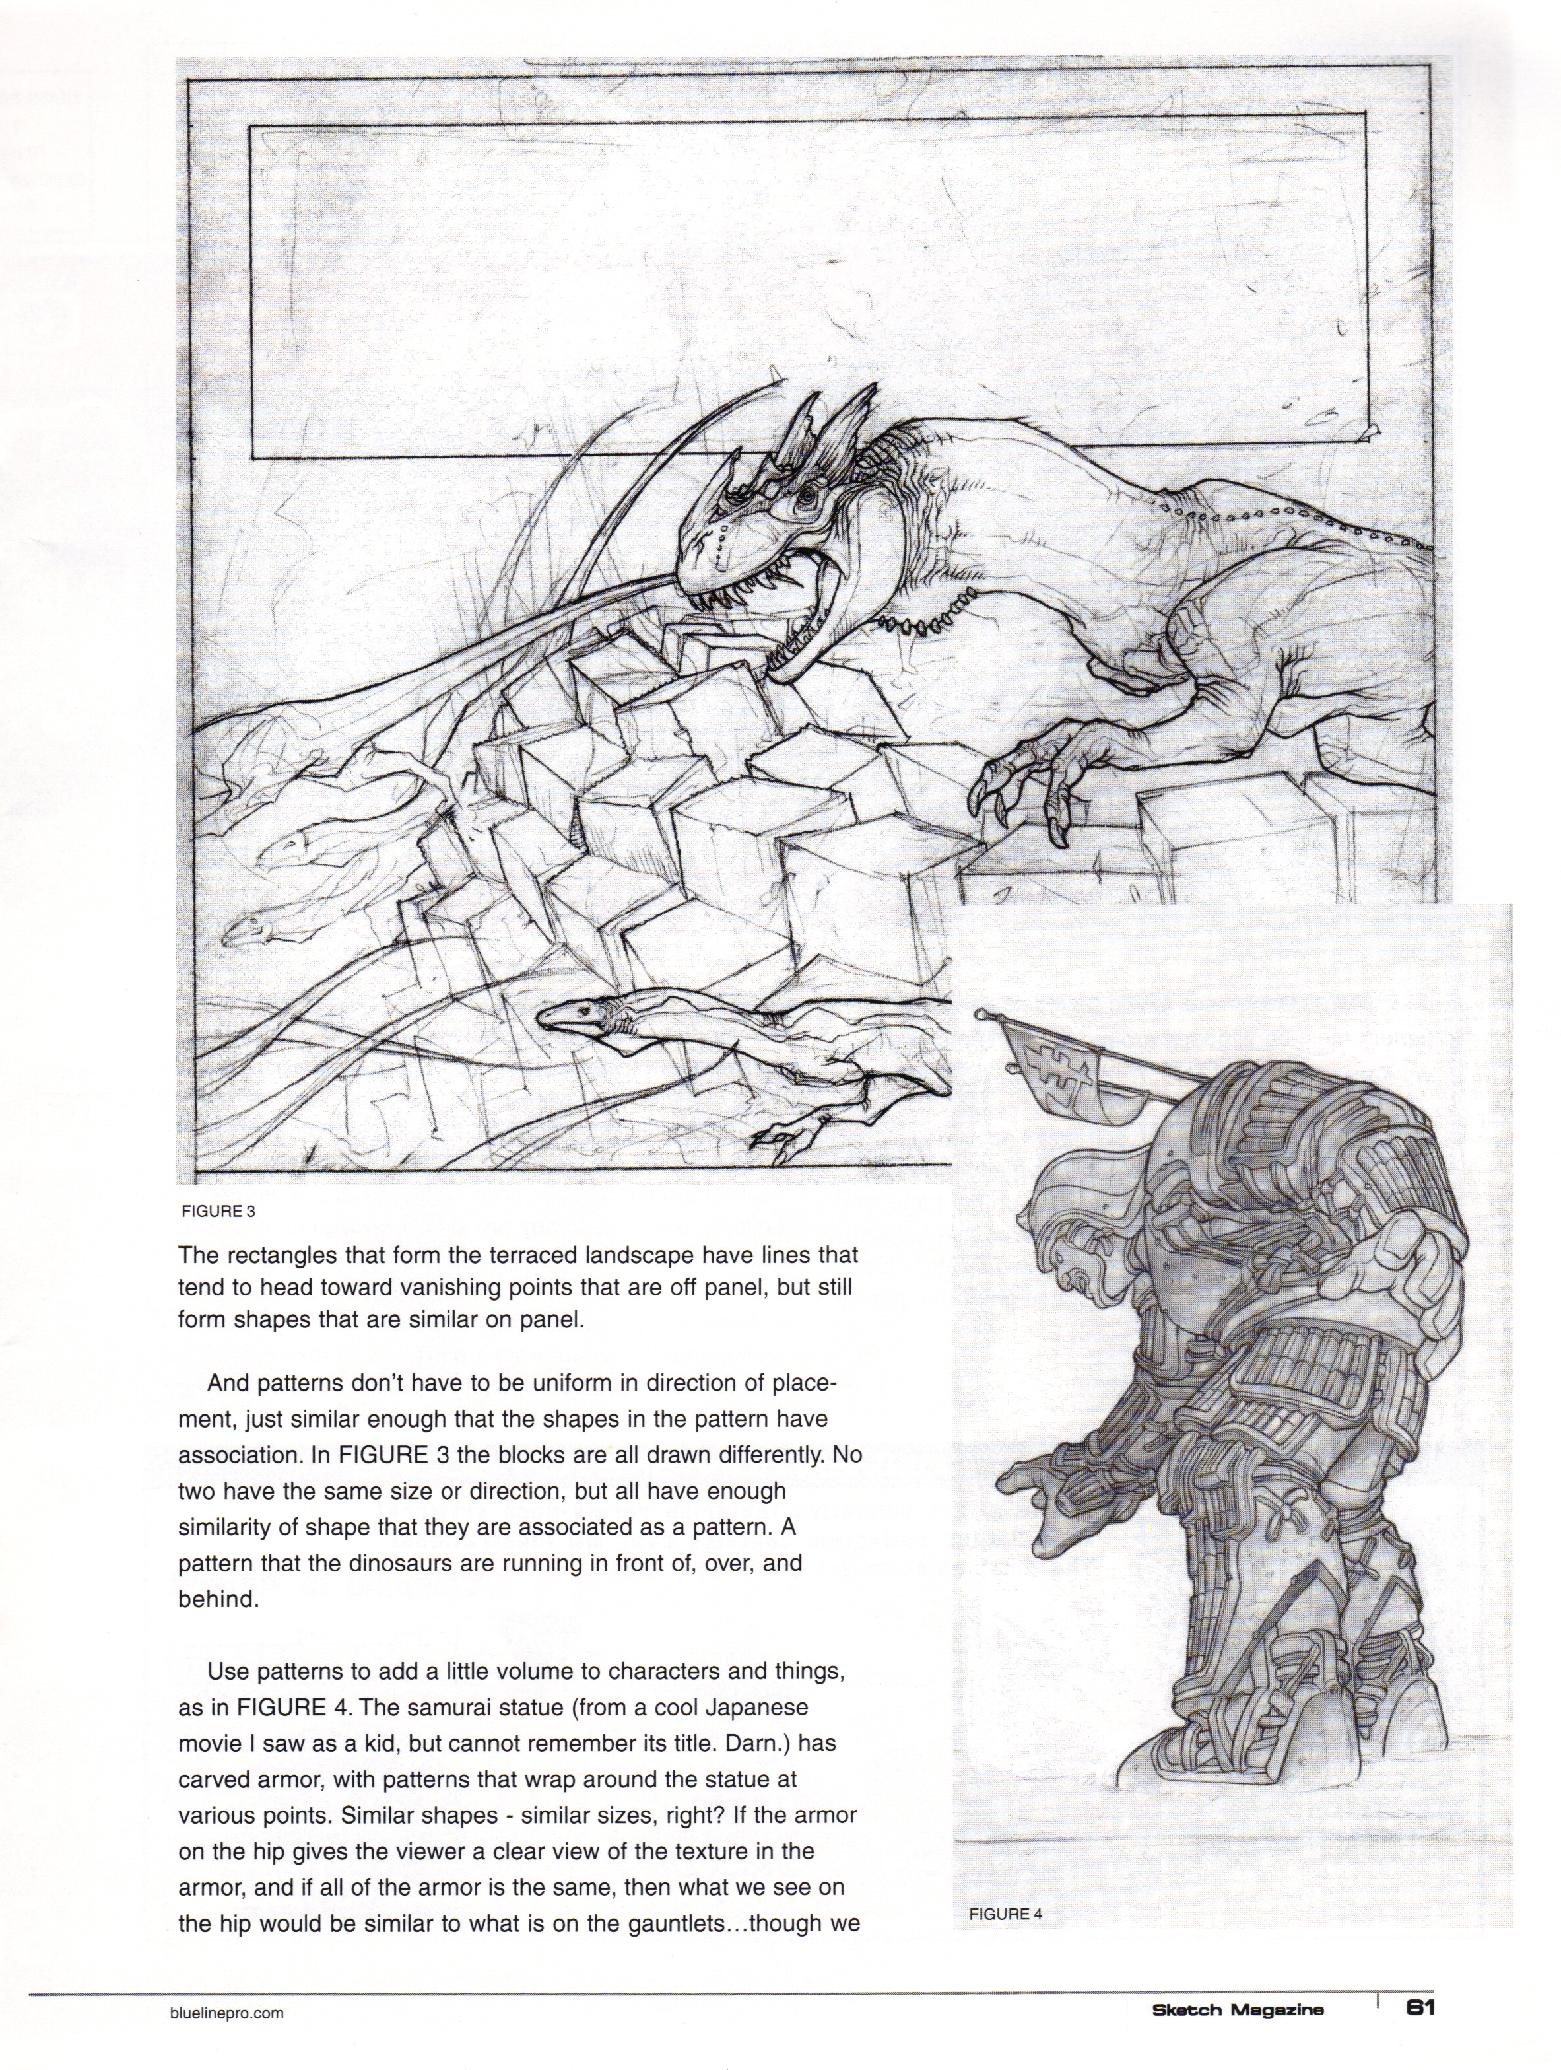 FIGURE 3
The rectangles that form the terraced landscape have lines that
tend to head toward vanishing points that are off panel, but still
form shapes that are similar on panel.
And patterns don't have to be uniform in direction of place-
ment, just similar enough that the shapes in the pattern have
association. In FIGURE 3 the blocks are all drawn differently. No
two have the same size or direction, but all have enough
similarity of shape that they are associated as a pattern. A
pattern that the dinosaurs are running in front of, over, and
behind.
Use patterns to add a little volume to characters and things,
as in FIGURE 4. The samurai statue (from a cool Japanese
movie I saw as a kid, but cannot remember its title. Darn.) has
carved armor, with patterns that wrap around the statue at
various points. Similar shapes - similar sizes, right? If the armor
on the hip gives the viewer a clear view of the texture in the
armor, and if all of the armor is the same, then what we see on
the hip would be similar to what is on the gauntlets...though we
FIGURE 4
bluelinepro.com
Sketch Magazine
61